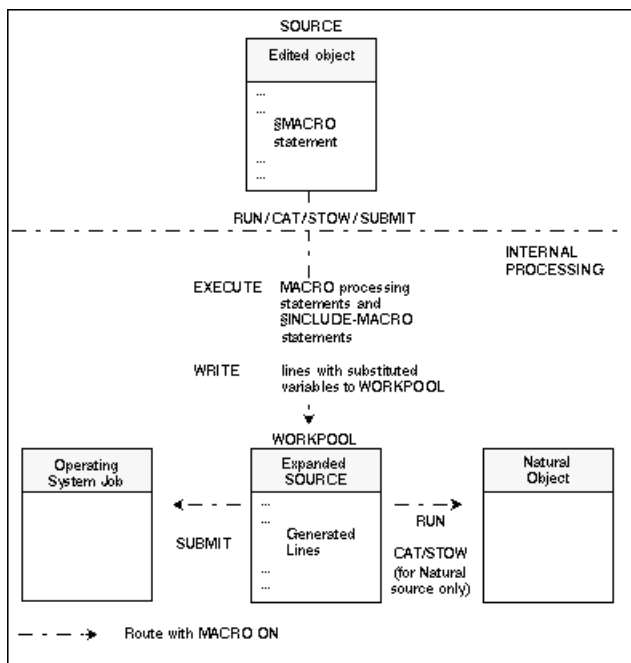 SOURCE
Edited object
...
...
§MACRO
statement
...
...
RUN/CAT/STOW/SUBMIT
INTERNAL
PROCESSING
EXECUTE MACRO processing
statements and
§INCLUDE-MACRO
statements
WRITE lines with substituted
variables to WORKPOOL
WORKPOOL
Operating
System Job
Expanded
SOURCE
...
...
Generated
Lines
...
...
Natural
Object
SUBMIT
RUN
CAT/STOW
(for Natural
source only)
Route with MACRO ON